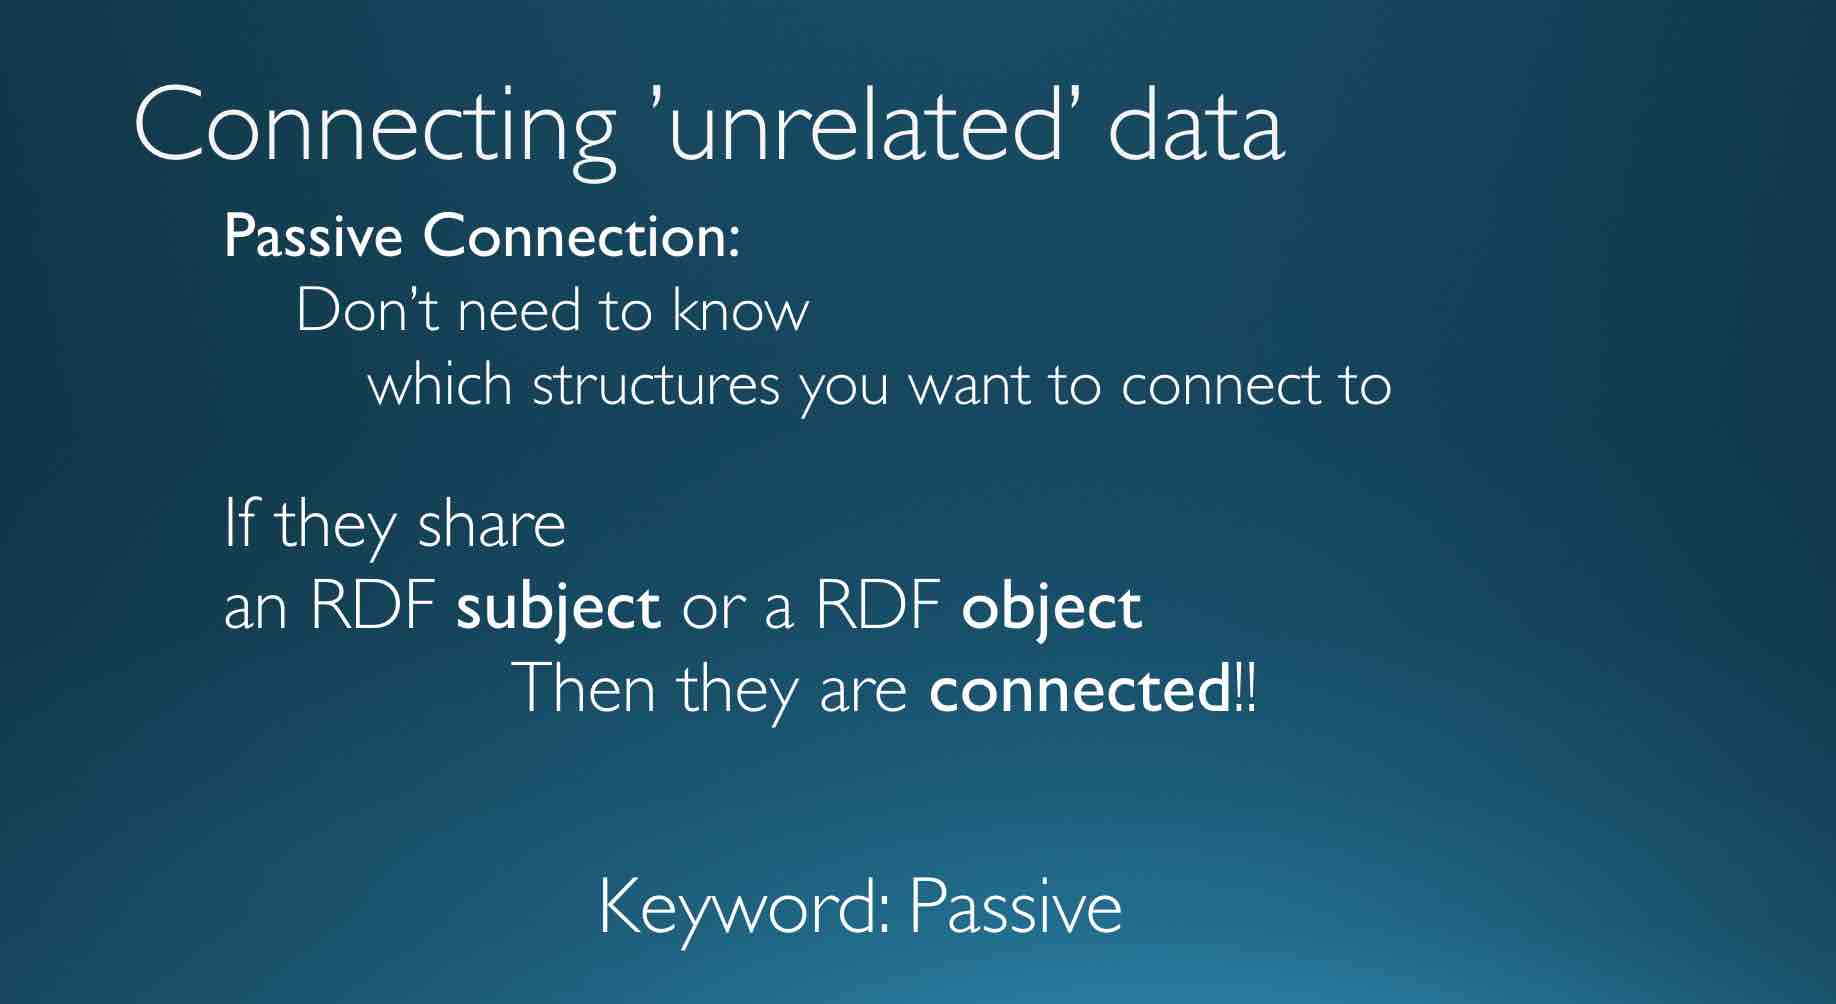 Connecting ’unrelated’ data
Passive Connection:
Don’t need to know
which structures you want to connect to
If they share
an RDF subject or a RDF object
Then they are connected!!
Keyword: Passive